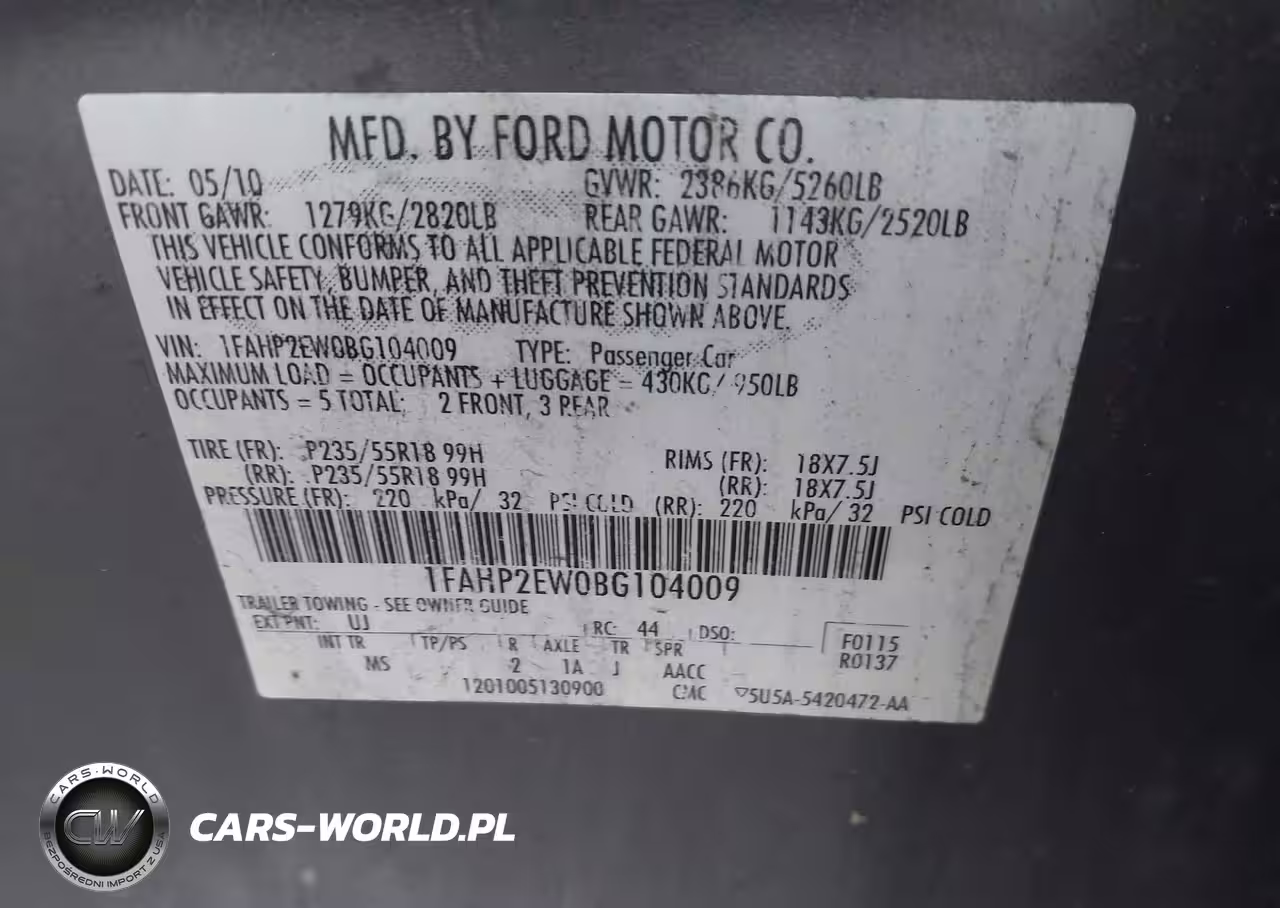 MFD. BY FORD MOTOR CO.
DATE: 05/10 GVWR: 2386KG/5260LB
FRONT GAWR: 1279KG/2820LB REAR GAWR: 1143KG/2520LB
THIS VEHICLE CONFORMS TO ALL APPLICABLE FEDERAL MOTOR
VEHICLE SAFETY, BUMPER, AND THEFT PREVENTION STANDARDS
IN EFFECT ON THE DATE OF MANUFACTURE SHOWN ABOVE.
VIN: 1FAHP2EW0BG104009 TYPE: Passenger Car
MAXIMUM LOAD = OCCUPANTS + LUGGAGE = 430KG/ 950LB
OCCUPANTS = 5 TOTAL: 2 FRONT, 3 REAR
TIRE (FR): P235/55R18 99H RIMS (FR): 18X7.5J
(RR): P235/55R18 99H (RR): 18X7.5J
PRESSURE (FR): 220 kPa/ 32 PSI COLD (RR): 220 kPa/ 32 PSI COLD
1FAHP2EW0BG104009
TRAILER TOWING - SEE OWNER GUIDE
EXT PNT: UJ RC: 44 DSO: F0115
INT TR TP/PS R AXLE TR SPR R0137
MS 2 1A J AACC
1201005130900 CMC ▽5U5A-5420472-AA
CARS-WORLD
CW
BEZPOŚREDNI IMPORT Z USA
CARS-WORLD.PL